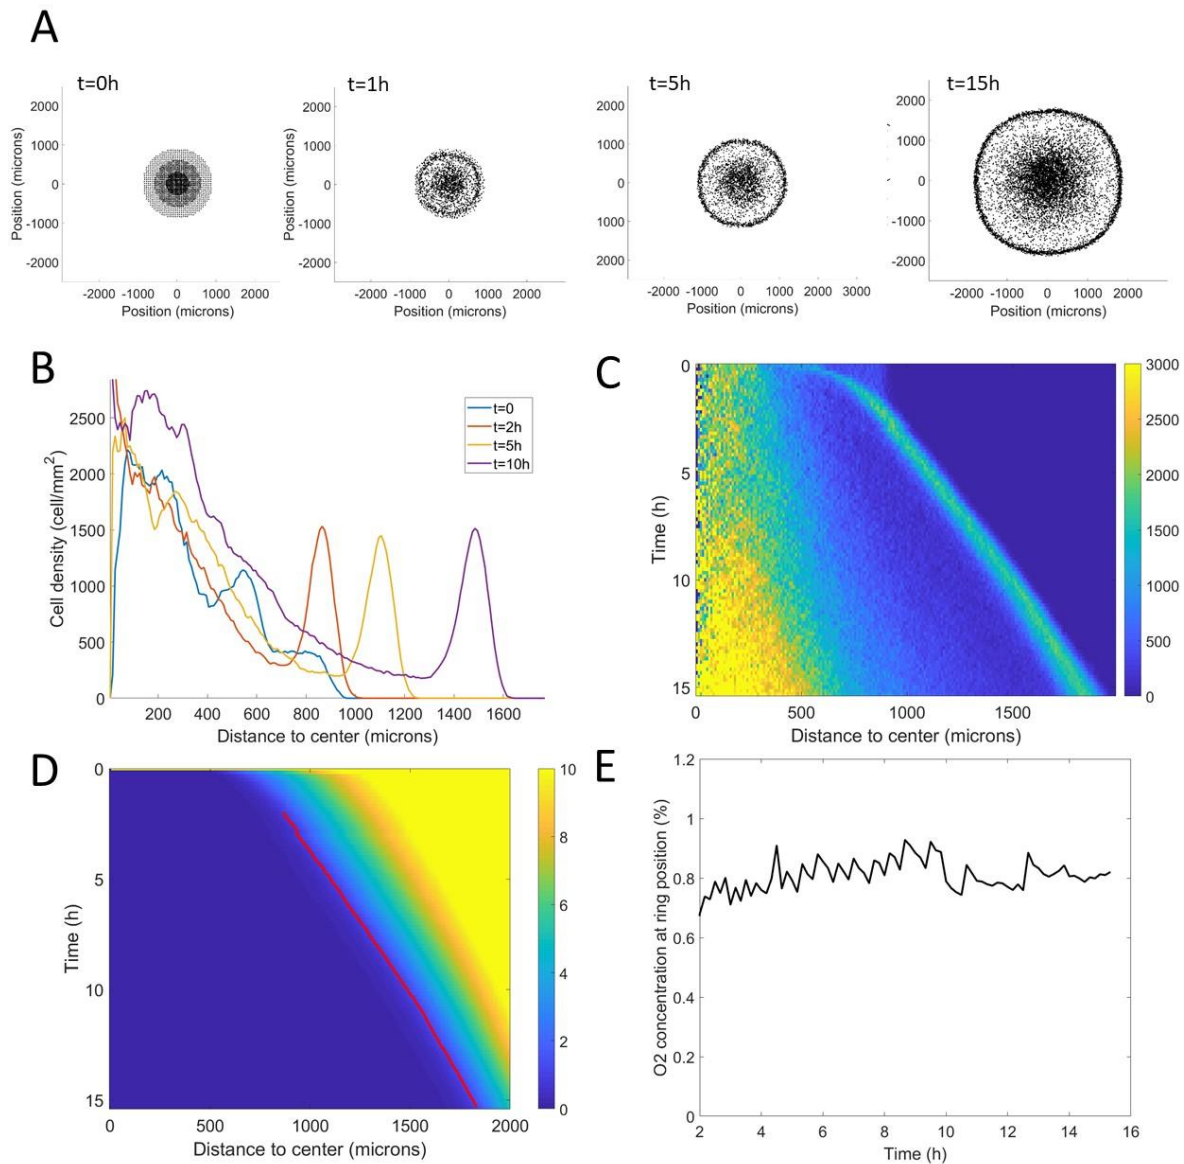 A
t=0h
t=1h
t=5h
t=15h
2000
1000
0
-1000
-2000
Position (microns)
-2000 -1000 0 1000 2000
Position (microns)
2000
1000
0
-1000
-2000
Position (microns)
-2000 -1000 0 1000 2000
Position (microns)
2000
1000
0
-1000
-2000
-2000 -1000 0 1000 2000 3000
Position (microns)
2000
1000
0
-1000
-2000
-2000 -1000 0 1000 2000
Position (microns)
B
t=0
t=2h
t=5h
t=10h
2500
2000
1500
1000
500
0
Cell density (cell/mm²)
200 400 600 800 1000 1200 1400 1600
Distance to center (microns)
C
0
5
10
15
Time (h)
0 500 1000 1500
Distance to center (microns)
3000
2500
2000
1500
1000
500
0
D
0
5
10
15
Time (h)
0 500 1000 1500 2000
Distance to center (microns)
10
8
6
4
2
0
E
1.2
1
0.8
0.6
0.4
0.2
0
O2 concentration at ring position (%)
2 4 6 8 10 12 14 16
Time (h)